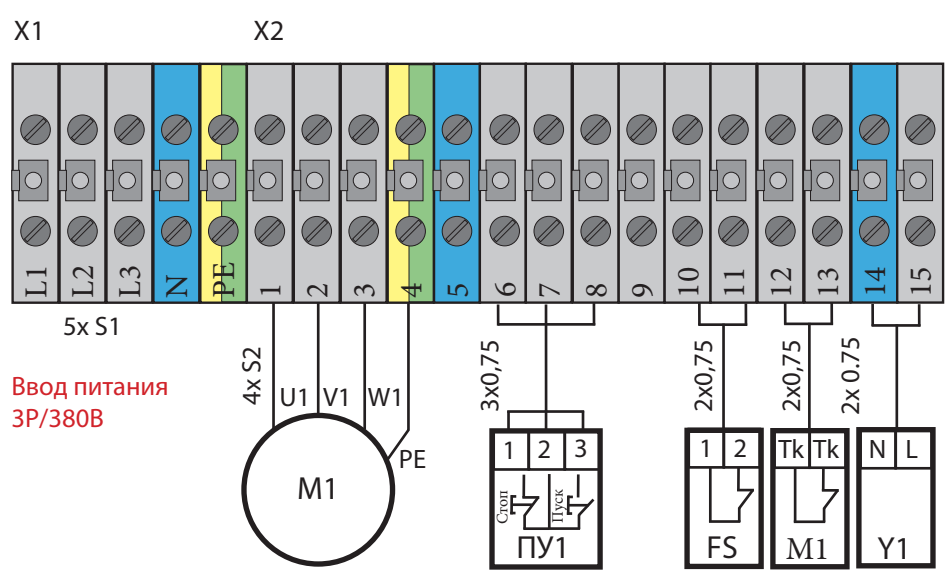 X1 X2
L1 L2 L3 N PE 1 2 3 4 5 6 7 8 9 10 11 12 13 14 15
5x S1
Ввод питания
3P/380В
4x S2
U1 V1 W1
PE
M1
3x0,75
1 2 3
Стоп
Пуск
ПУ1
2x0,75
1 2
FS
2x0,75
Tk Tk
M1
2x 0.75
N L
Y1